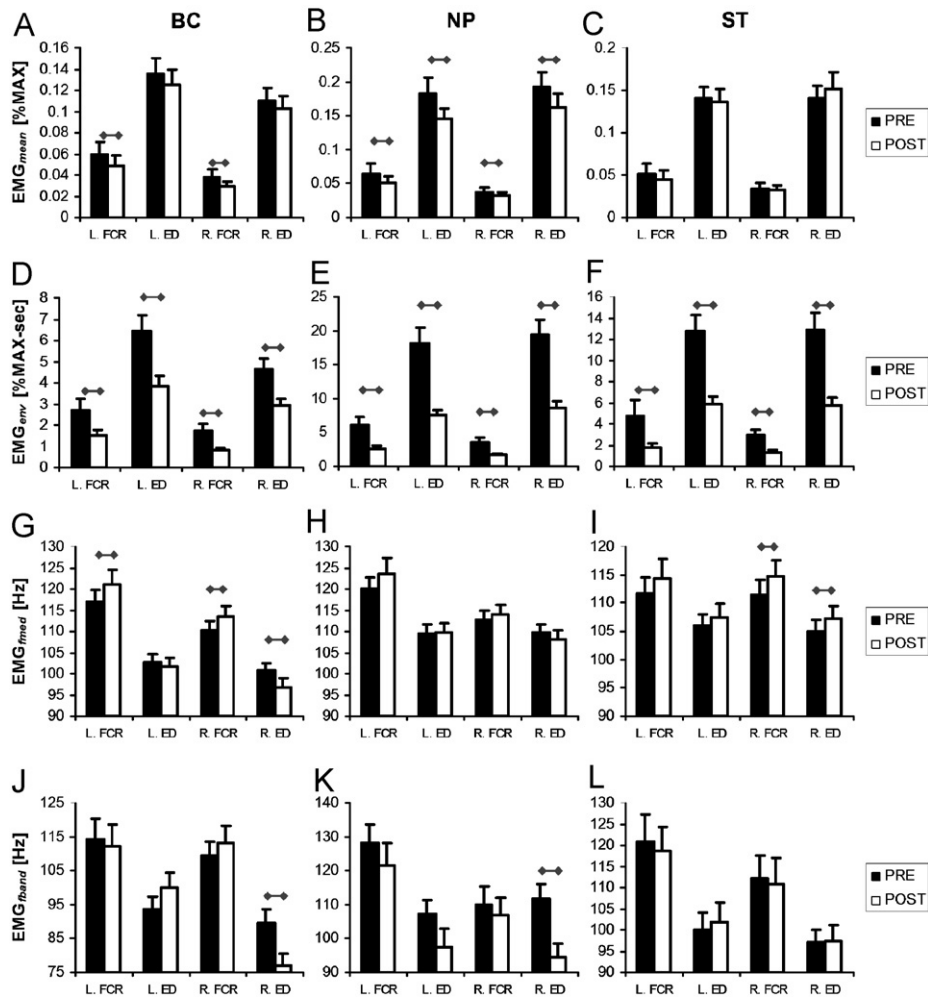 BC NP ST
A B C
EMGmean [%MAX]
0.16 0.14 0.12 0.1 0.08 0.06 0.04 0.02 0
0.25 0.2 0.15 0.1 0.05 0
0.2 0.15 0.1 0.05 0
PRE
POST
L. FCR L. ED R. FCR R. ED L. FCR L. ED R. FCR R. ED L. FCR L. ED R. FCR R. ED
D E F
EMGenv [%MAX-sec]
8 7 6 5 4 3 2 1 0
25 20 15 10 5 0
16 14 12 10 8 6 4 2 0
PRE
POST
L. FCR L. ED R. FCR R. ED L. FCR L. ED R. FCR R. ED L. FCR L. ED R. FCR R. ED
G H I
EMGfmed [Hz]
130 125 120 115 110 105 100 95 90
130 120 110 100 90
120 115 110 105 100 95 90
PRE
POST
L. FCR L. ED R. FCR R. ED L. FCR L. ED R. FCR R. ED L. FCR L. ED R. FCR R. ED
J K L
EMGfband [Hz]
125 115 105 95 85 75
140 130 120 110 100 90
130 125 120 115 110 105 100 95 90
PRE
POST
L. FCR L. ED R. FCR R. ED L. FCR L. ED R. FCR R. ED L. FCR L. ED R. FCR R. ED